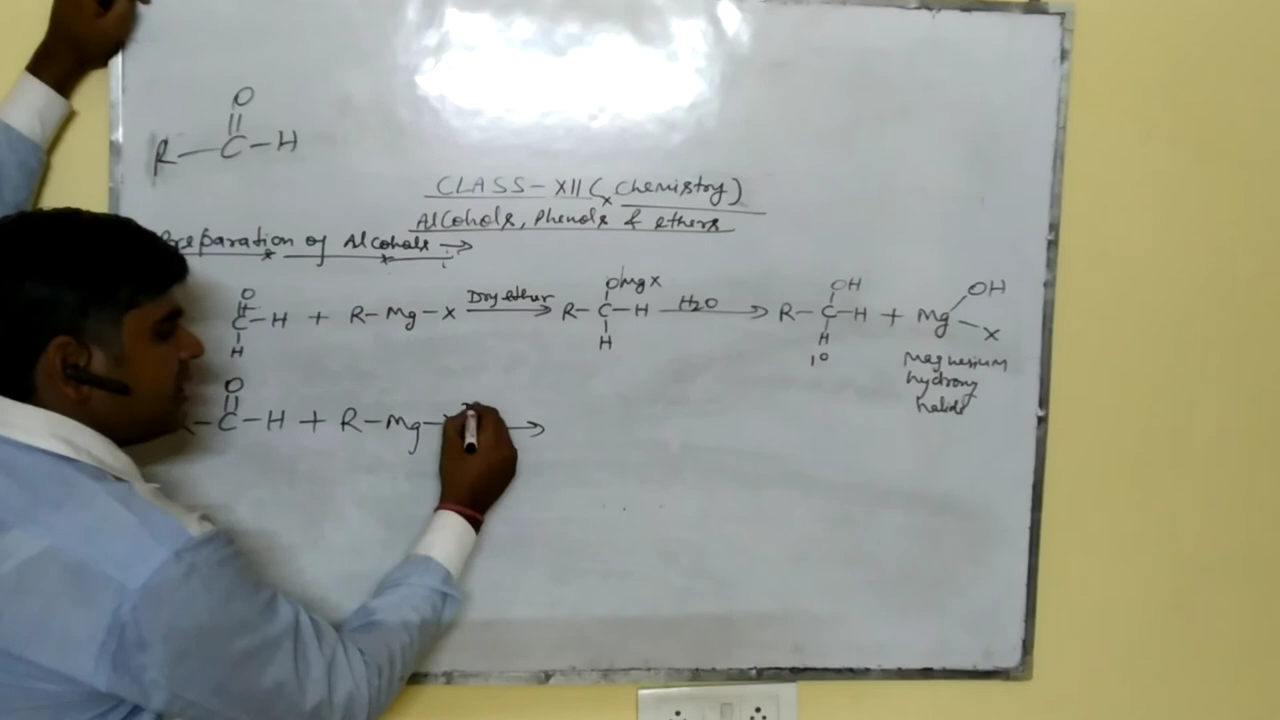 O
||
R—C—H
CLASS-XII (Chemistry)
Alcohols, Phenols & ethers
Preparation of Alcohols →
O
||
C—H + R—Mg—X Dry ether → R—C—H H2O → R—C—H + Mg
H
OMgX
H
OH
H
1°
OH
X
Magnesium
hydroxy
halide
O
||
—C—H + R—Mg— →